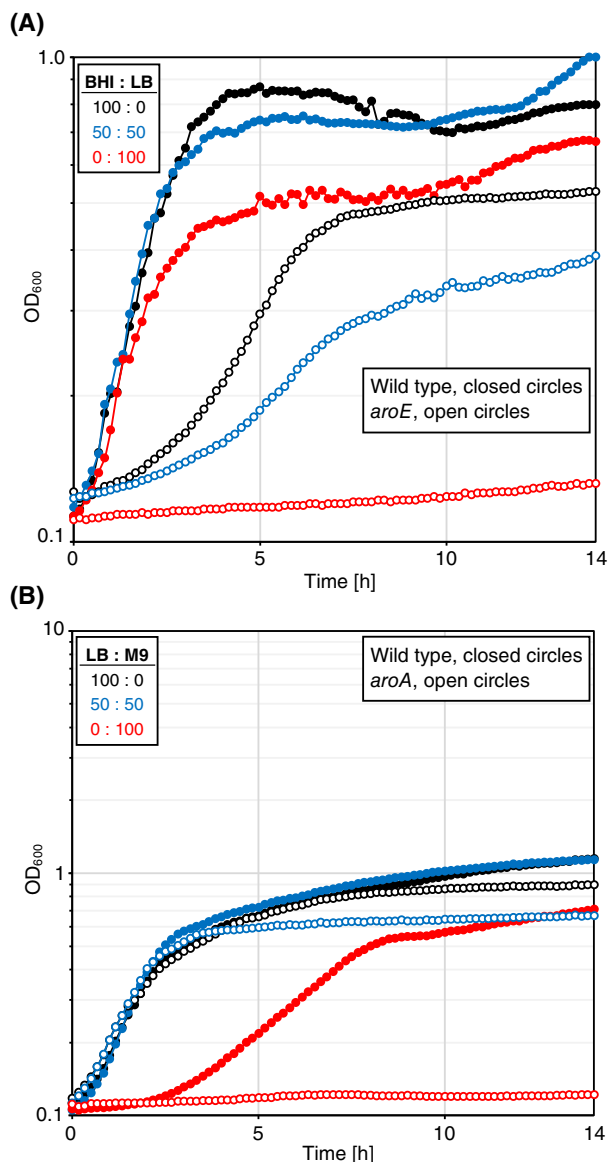 (A)
1.0
BHI : LB
100 : 0
50 : 50
0 : 100
OD600
Wild type, closed circles
aroE, open circles
0.1
0
5
10
14
Time [h]
(B)
10
LB : M9
100 : 0
50 : 50
0 : 100
Wild type, closed circles
aroA, open circles
OD600
1
0.1
0
5
10
14
Time [h]